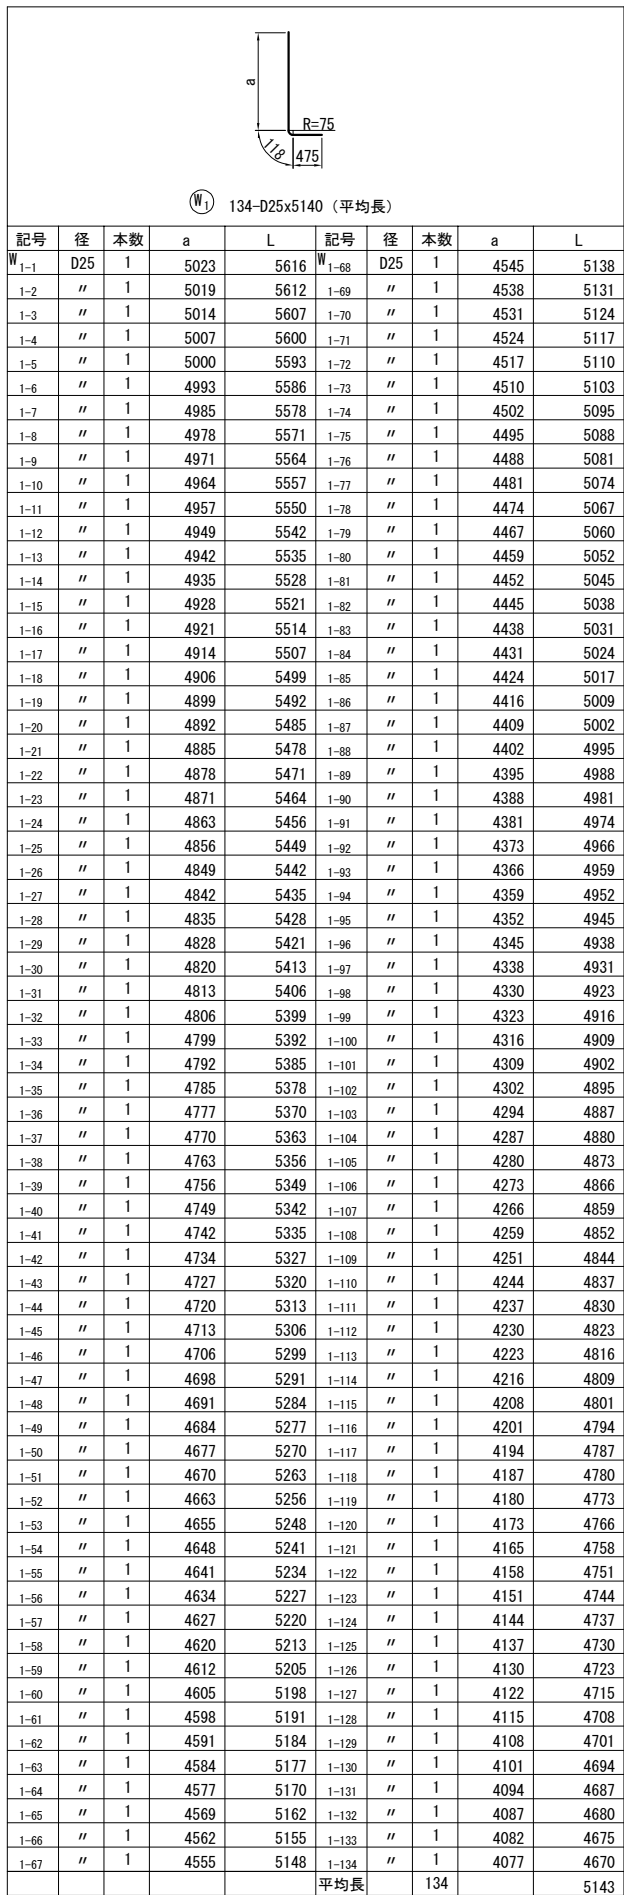 a
R=75
118
475
W1 134-D25x5140 (平均長)
記号 径 本数 a L 記号 径 本数 a L
W1-1 D25 1 5023 5616 W1-68 D25 1 4545 5138
1-2 〃 1 5019 5612 1-69 〃 1 4538 5131
1-3 〃 1 5014 5607 1-70 〃 1 4531 5124
1-4 〃 1 5007 5600 1-71 〃 1 4524 5117
1-5 〃 1 5000 5593 1-72 〃 1 4517 5110
1-6 〃 1 4993 5586 1-73 〃 1 4510 5103
1-7 〃 1 4985 5578 1-74 〃 1 4502 5095
1-8 〃 1 4978 5571 1-75 〃 1 4495 5088
1-9 〃 1 4971 5564 1-76 〃 1 4488 5081
1-10 〃 1 4964 5557 1-77 〃 1 4481 5074
1-11 〃 1 4957 5550 1-78 〃 1 4474 5067
1-12 〃 1 4949 5542 1-79 〃 1 4467 5060
1-13 〃 1 4942 5535 1-80 〃 1 4459 5052
1-14 〃 1 4935 5528 1-81 〃 1 4452 5045
1-15 〃 1 4928 5521 1-82 〃 1 4445 5038
1-16 〃 1 4921 5514 1-83 〃 1 4438 5031
1-17 〃 1 4914 5507 1-84 〃 1 4431 5024
1-18 〃 1 4906 5499 1-85 〃 1 4424 5017
1-19 〃 1 4899 5492 1-86 〃 1 4416 5009
1-20 〃 1 4892 5485 1-87 〃 1 4409 5002
1-21 〃 1 4885 5478 1-88 〃 1 4402 4995
1-22 〃 1 4878 5471 1-89 〃 1 4395 4988
1-23 〃 1 4871 5464 1-90 〃 1 4388 4981
1-24 〃 1 4863 5456 1-91 〃 1 4381 4974
1-25 〃 1 4856 5449 1-92 〃 1 4373 4966
1-26 〃 1 4849 5442 1-93 〃 1 4366 4959
1-27 〃 1 4842 5435 1-94 〃 1 4359 4952
1-28 〃 1 4835 5428 1-95 〃 1 4352 4945
1-29 〃 1 4828 5421 1-96 〃 1 4345 4938
1-30 〃 1 4820 5413 1-97 〃 1 4338 4931
1-31 〃 1 4813 5406 1-98 〃 1 4330 4923
1-32 〃 1 4806 5399 1-99 〃 1 4323 4916
1-33 〃 1 4799 5392 1-100 〃 1 4316 4909
1-34 〃 1 4792 5385 1-101 〃 1 4309 4902
1-35 〃 1 4785 5378 1-102 〃 1 4302 4895
1-36 〃 1 4777 5370 1-103 〃 1 4294 4887
1-37 〃 1 4770 5363 1-104 〃 1 4287 4880
1-38 〃 1 4763 5356 1-105 〃 1 4280 4873
1-39 〃 1 4756 5349 1-106 〃 1 4273 4866
1-40 〃 1 4749 5342 1-107 〃 1 4266 4859
1-41 〃 1 4742 5335 1-108 〃 1 4259 4852
1-42 〃 1 4734 5327 1-109 〃 1 4251 4844
1-43 〃 1 4727 5320 1-110 〃 1 4244 4837
1-44 〃 1 4720 5313 1-111 〃 1 4237 4830
1-45 〃 1 4713 5306 1-112 〃 1 4230 4823
1-46 〃 1 4706 5299 1-113 〃 1 4223 4816
1-47 〃 1 4698 5291 1-114 〃 1 4216 4809
1-48 〃 1 4691 5284 1-115 〃 1 4208 4801
1-49 〃 1 4684 5277 1-116 〃 1 4201 4794
1-50 〃 1 4677 5270 1-117 〃 1 4194 4787
1-51 〃 1 4670 5263 1-118 〃 1 4187 4780
1-52 〃 1 4663 5256 1-119 〃 1 4180 4773
1-53 〃 1 4655 5248 1-120 〃 1 4173 4766
1-54 〃 1 4648 5241 1-121 〃 1 4165 4758
1-55 〃 1 4641 5234 1-122 〃 1 4158 4751
1-56 〃 1 4634 5227 1-123 〃 1 4151 4744
1-57 〃 1 4627 5220 1-124 〃 1 4144 4737
1-58 〃 1 4620 5213 1-125 〃 1 4137 4730
1-59 〃 1 4612 5205 1-126 〃 1 4130 4723
1-60 〃 1 4605 5198 1-127 〃 1 4122 4715
1-61 〃 1 4598 5191 1-128 〃 1 4115 4708
1-62 〃 1 4591 5184 1-129 〃 1 4108 4701
1-63 〃 1 4584 5177 1-130 〃 1 4101 4694
1-64 〃 1 4577 5170 1-131 〃 1 4094 4687
1-65 〃 1 4569 5162 1-132 〃 1 4087 4680
1-66 〃 1 4562 5155 1-133 〃 1 4082 4675
1-67 〃 1 4555 5148 1-134 〃 1 4077 4670
平均長 134 5143